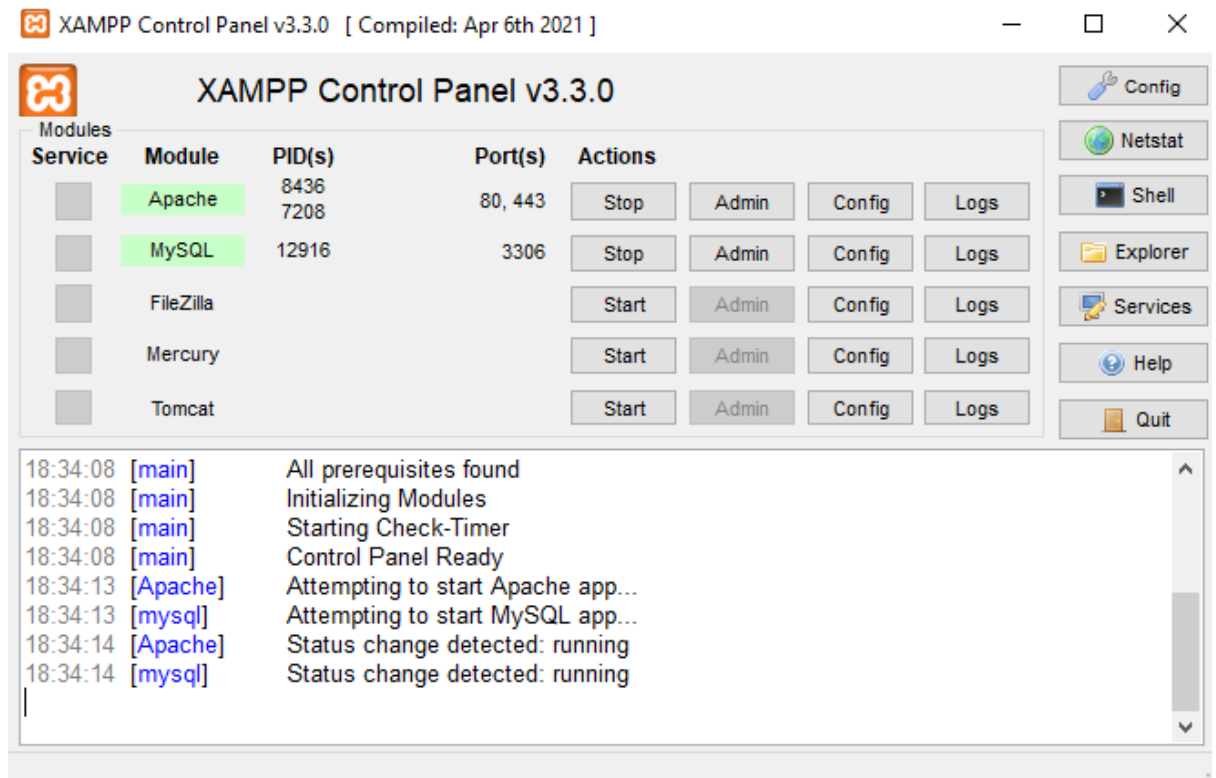 XAMPP Control Panel v3.3.0 [ Compiled: Apr 6th 2021 ]
XAMPP Control Panel v3.3.0
Config
Modules
Netstat
Service Module PID(s) Port(s) Actions
Apache 8436 7208 80, 443 Stop Admin Config Logs
Shell
MySQL 12916 3306 Stop Admin Config Logs
Explorer
FileZilla Start Admin Config Logs
Services
Mercury Start Admin Config Logs
Help
Tomcat Start Admin Config Logs
Quit
18:34:08 [main] All prerequisites found
18:34:08 [main] Initializing Modules
18:34:08 [main] Starting Check-Timer
18:34:08 [main] Control Panel Ready
18:34:13 [Apache] Attempting to start Apache app...
18:34:13 [mysql] Attempting to start MySQL app...
18:34:14 [Apache] Status change detected: running
18:34:14 [mysql] Status change detected: running